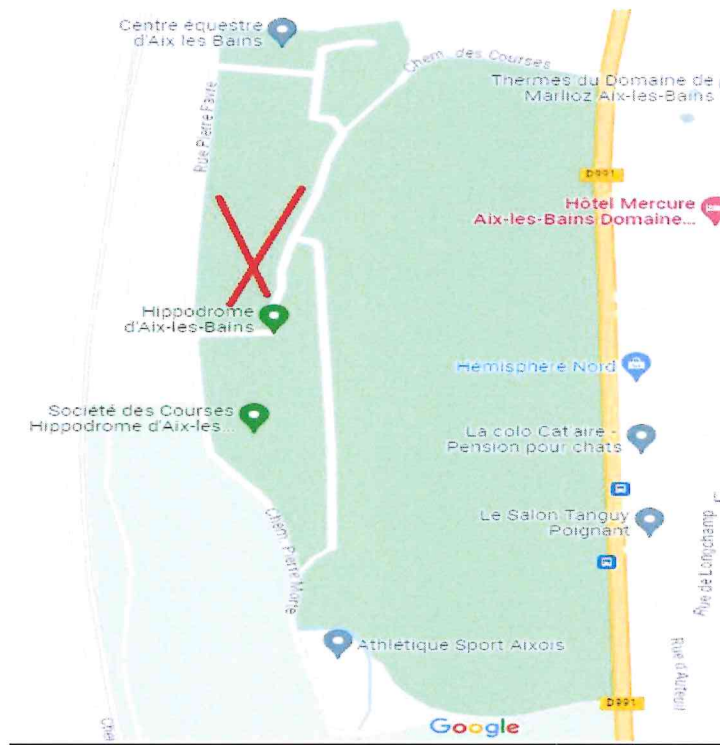 Centre équestre
d'Aix les Bains
Chem. des Courses
Thermes du Domaine de
Marlioz Aix-les-Bains
Rue Pierre Favre
D991
Hôtel Mercure
Aix-les-Bains Domaine...
Hippodrome
d'Aix-les-Bains
Hémisphère Nord
Société des Courses
Hippodrome d'Aix-les...
La colo Cat'aire -
Pension pour chats
Le Salon Tanguy
Poignant
Rue de Longchamp
Chem. Pierre
Athlétique Sport Aixois
Rue d'Auteuil
D991
Google